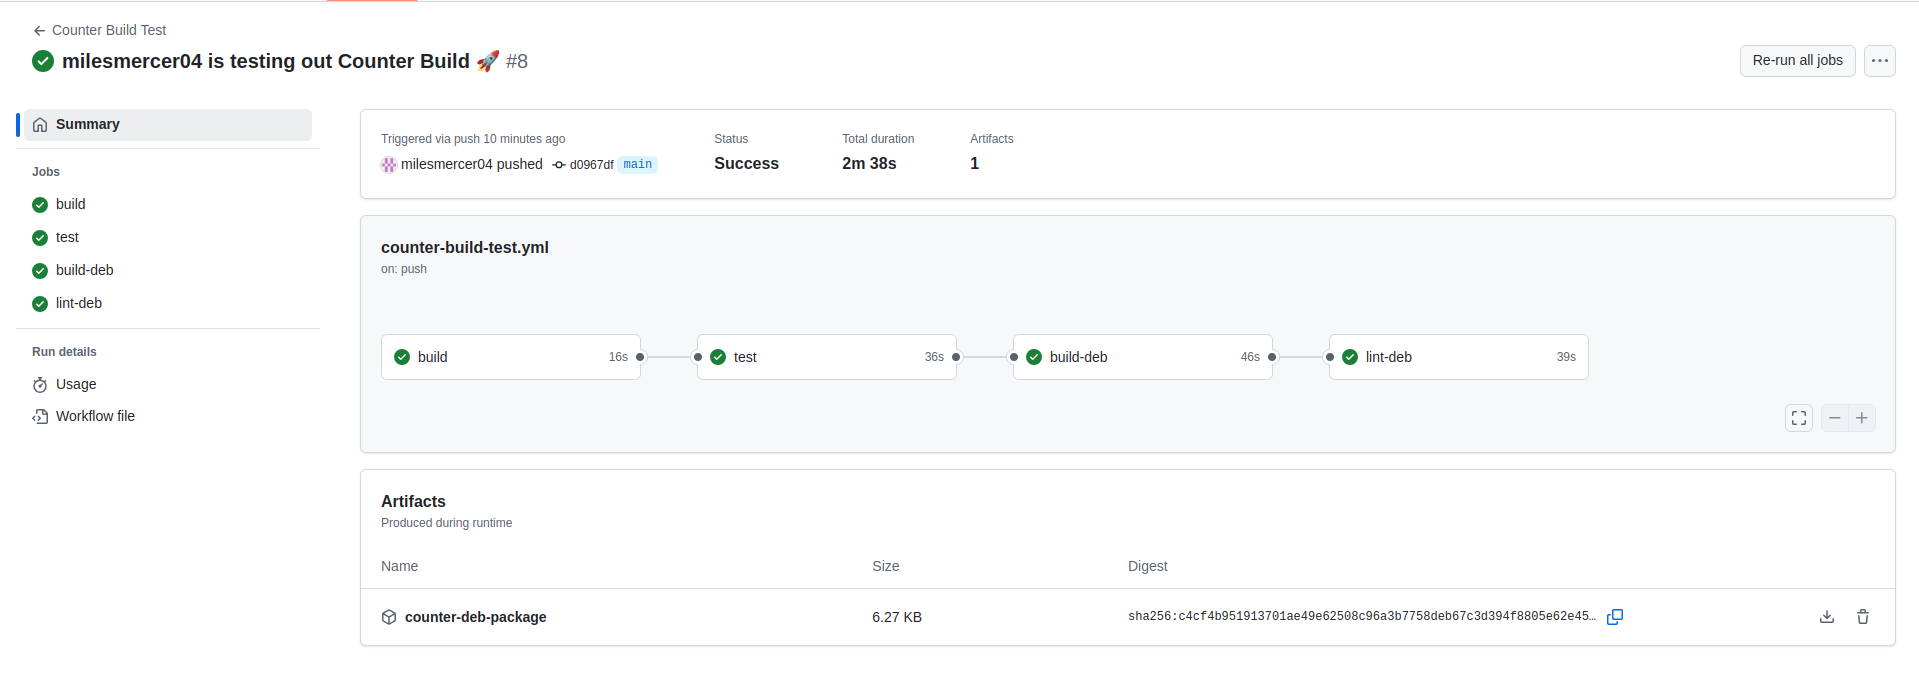 Counter Build Test
milesmercer04 is testing out Counter Build 🚀 #8
Re-run all jobs
Summary
Jobs
build
test
build-deb
lint-deb
Run details
Usage
Workflow file
Triggered via push 10 minutes ago
milesmercer04 pushed d0967df main
Status
Success
Total duration
2m 38s
Artifacts
1
counter-build-test.yml
on: push
build 16s
test 36s
build-deb 46s
lint-deb 39s
Artifacts
Produced during runtime
Name Size Digest
counter-deb-package 6.27 KB sha256:c4cf4b951913701ae49e62508c96a3b7758deb67c3d394f8805e62e45…